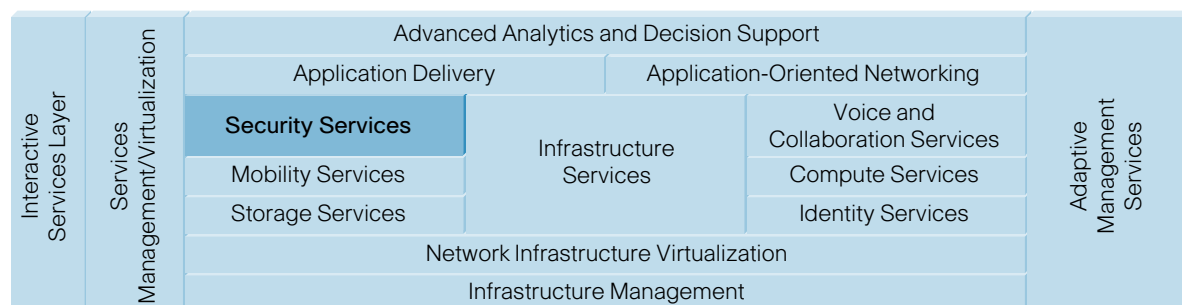 Interactive
Services Layer
Services
Management/Virtualization
Advanced Analytics and Decision Support
Application Delivery
Application-Oriented Networking
Security Services
Mobility Services
Storage Services
Infrastructure
Services
Voice and
Collaboration Services
Compute Services
Identity Services
Network Infrastructure Virtualization
Infrastructure Management
Adaptive
Management
Services